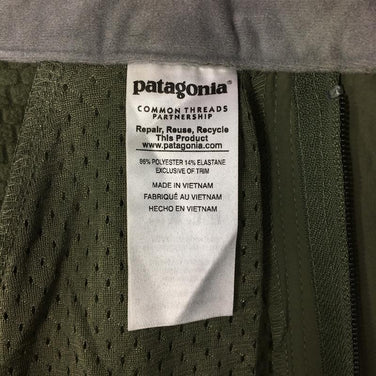 patagonia®
COMMON THREADS
PARTNERSHIP
Repair, Reuse, Recycle
This Product
www.patagonia.com
86% POLYESTER 14% ELASTANE
EXCLUSIVE OF TRIM
MADE IN VIETNAM
FABRIQUÉ AU VIETNAM
HECHO EN VIETNAM